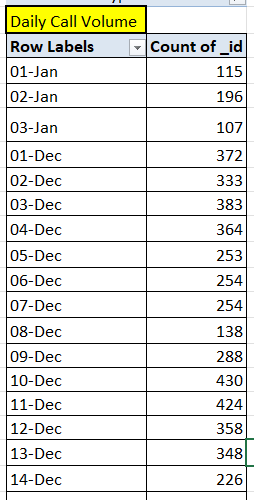 Daily Call Volume
Row Labels Count of _id
01-Jan 115
02-Jan 196
03-Jan 107
01-Dec 372
02-Dec 333
03-Dec 383
04-Dec 364
05-Dec 253
06-Dec 254
07-Dec 254
08-Dec 138
09-Dec 288
10-Dec 430
11-Dec 424
12-Dec 358
13-Dec 348
14-Dec 226